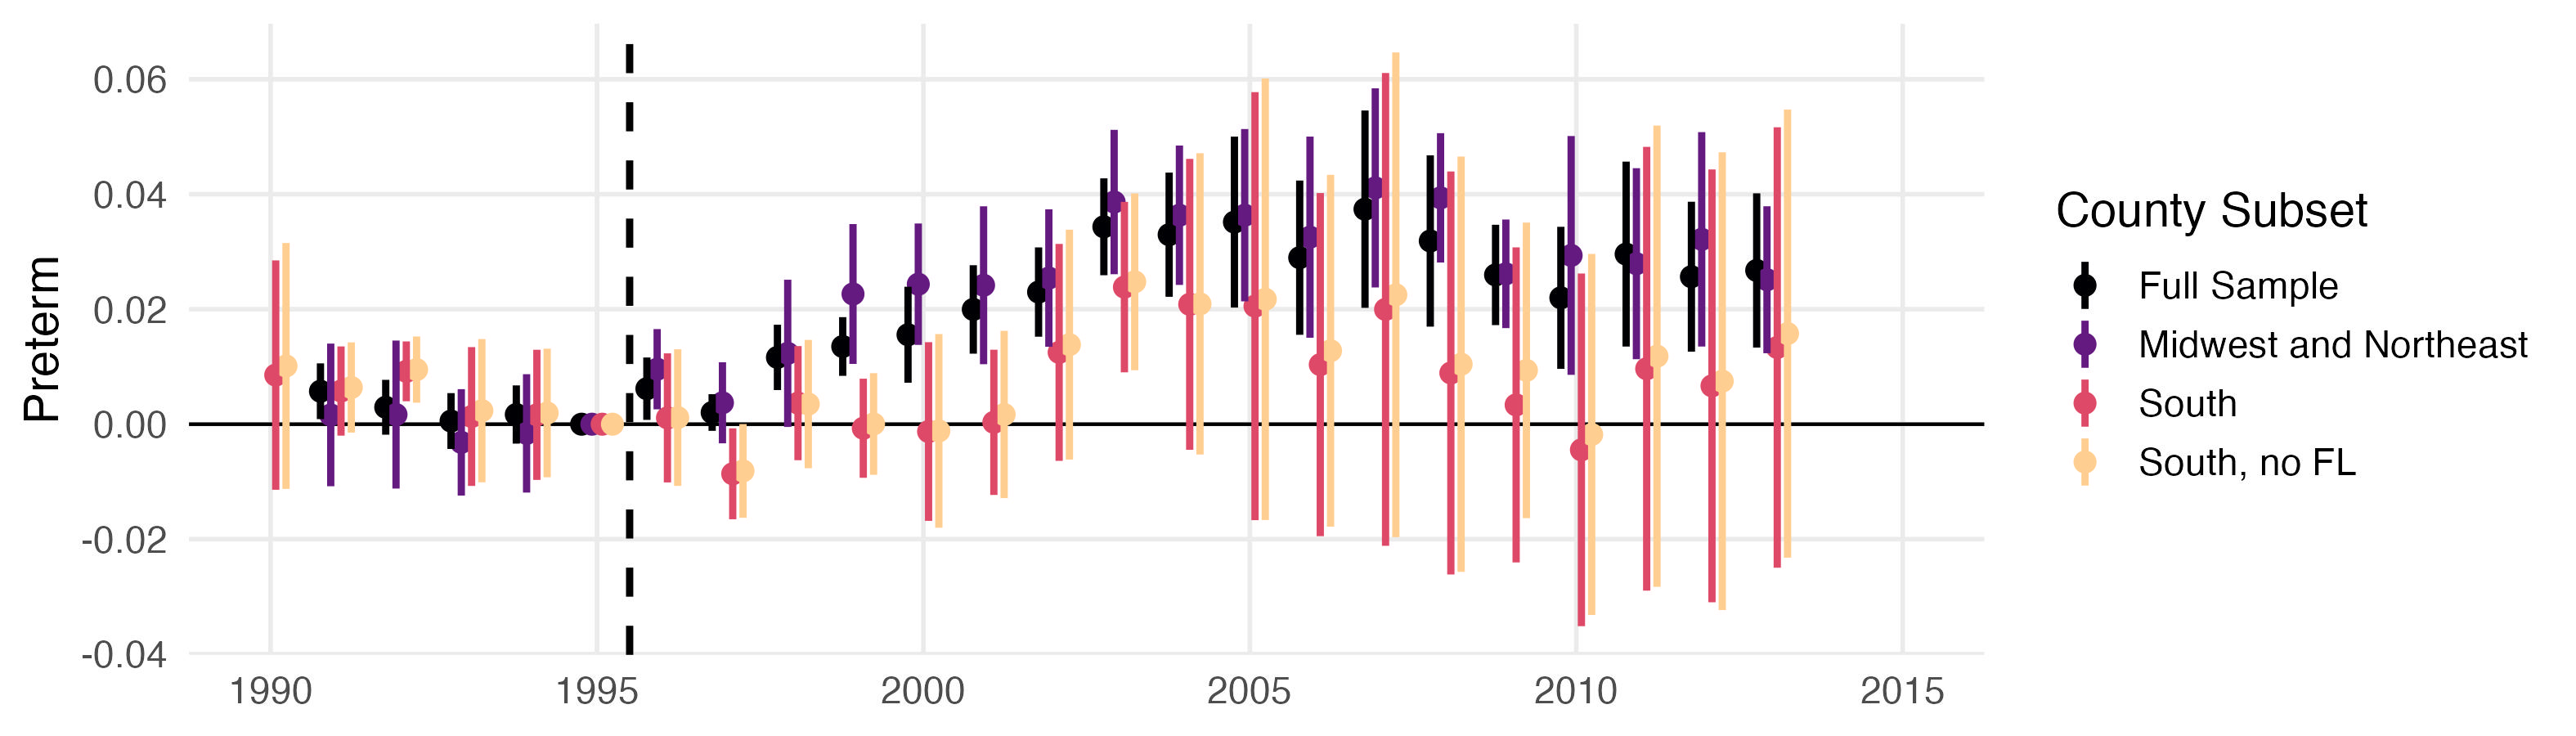 Preterm
0.06
0.04
0.02
0.00
-0.02
-0.04
1990 1995 2000 2005 2010 2015
County Subset
Full Sample
Midwest and Northeast
South
South, no FL